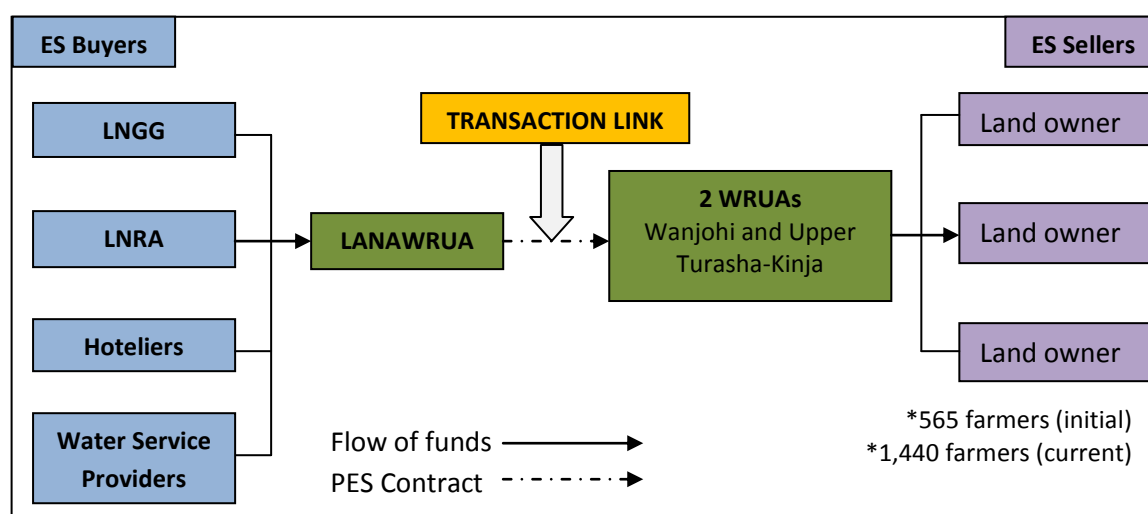 ES Buyers
ES Sellers
LNGG
LNRA
Hoteliers
Water Service
Providers
TRANSACTION LINK
LANAWRUA
2 WRUAs
Wanjohi and Upper
Turasha-Kinja
Land owner
Land owner
Land owner
*565 farmers (initial)
*1,440 farmers (current)
Flow of funds
PES Contract